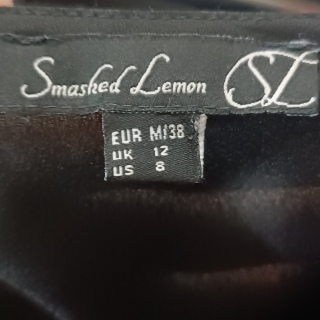 Smashed Lemon SL
EUR M/38
UK 12
US 8